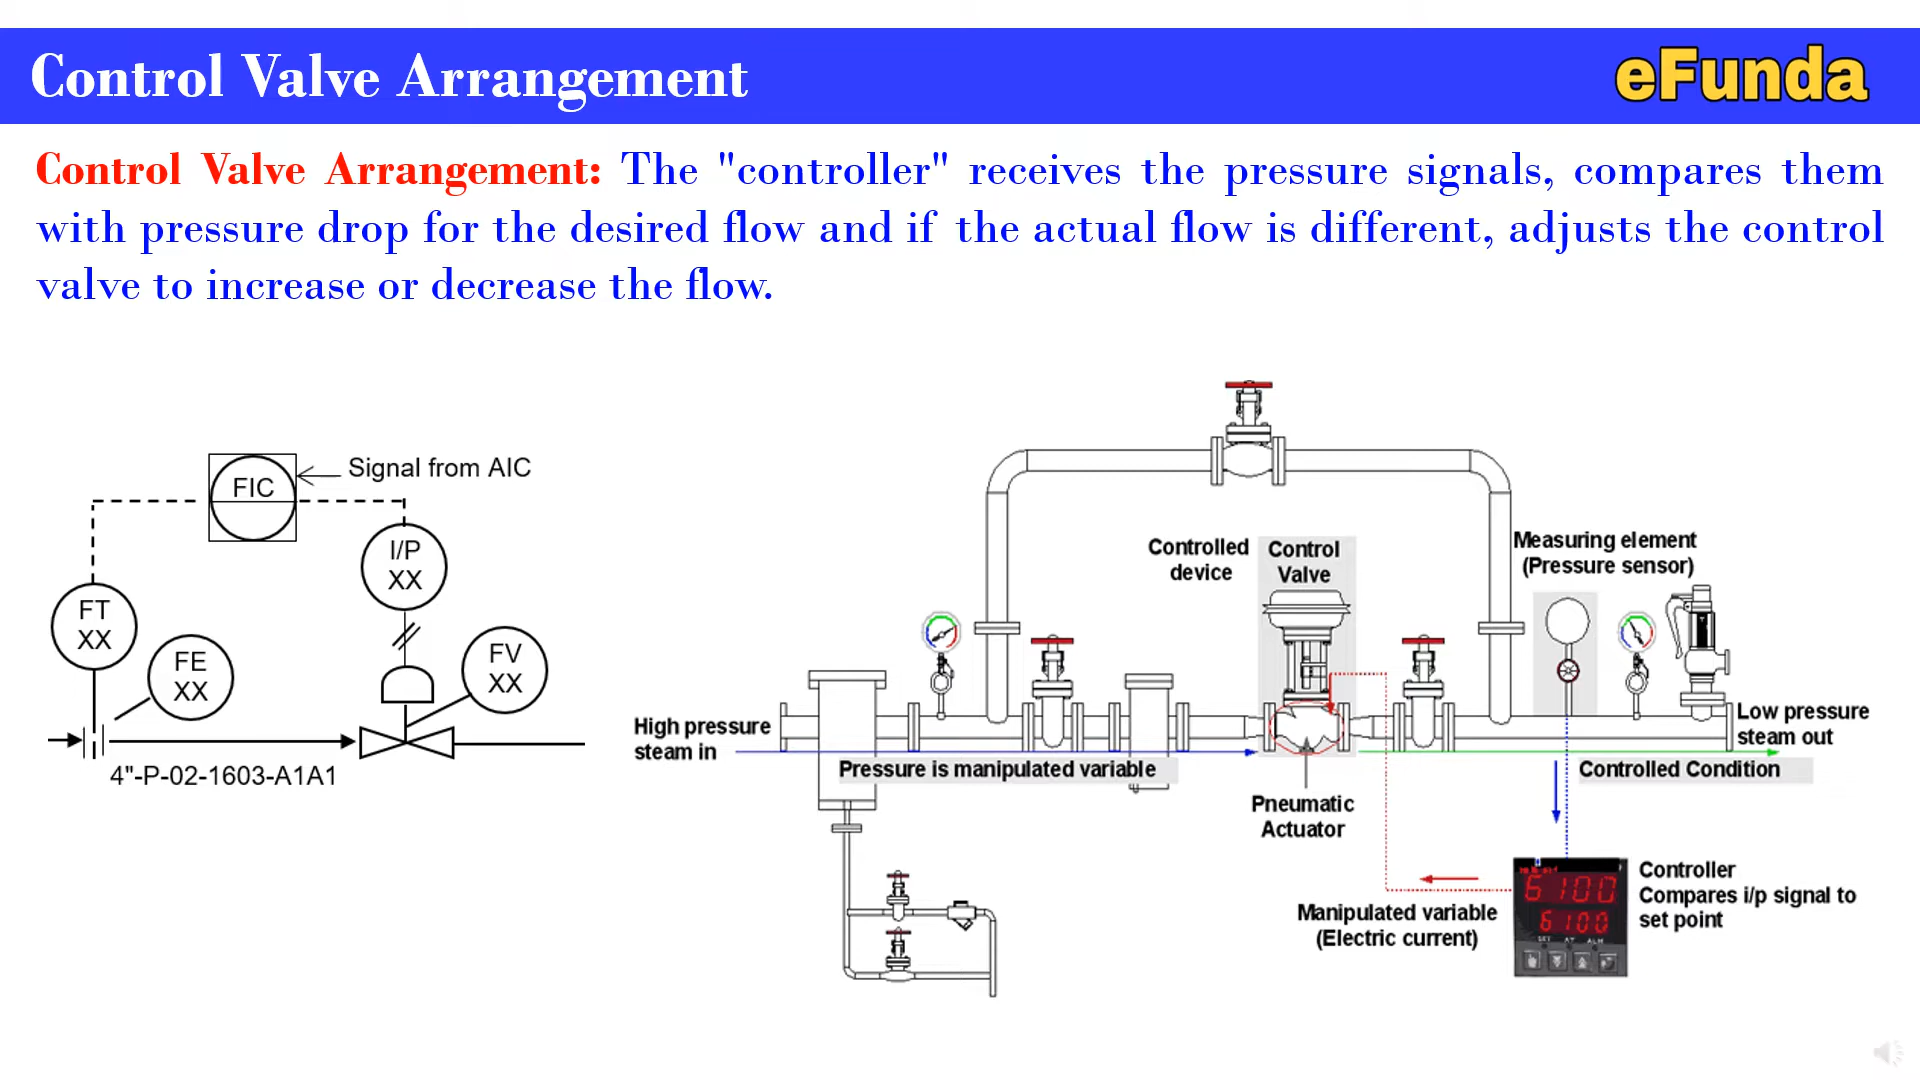 Control Valve Arrangement
eFunda
Control Valve Arrangement: The "controller" receives the pressure signals, compares them
with pressure drop for the desired flow and if the actual flow is different, adjusts the control
valve to increase or decrease the flow.
Signal from AIC
FIC
I/P
XX
FT
XX
FE
XX
FV
XX
4"-P-02-1603-A1A1
Controlled
device
Control
Valve
Measuring element
(Pressure sensor)
High pressure
steam in
Low pressure
steam out
Pressure is manipulated variable
Controlled Condition
Pneumatic
Actuator
Manipulated variable
(Electric current)
6100
6100
SET AT ALM
Controller
Compares i/p signal to
set point